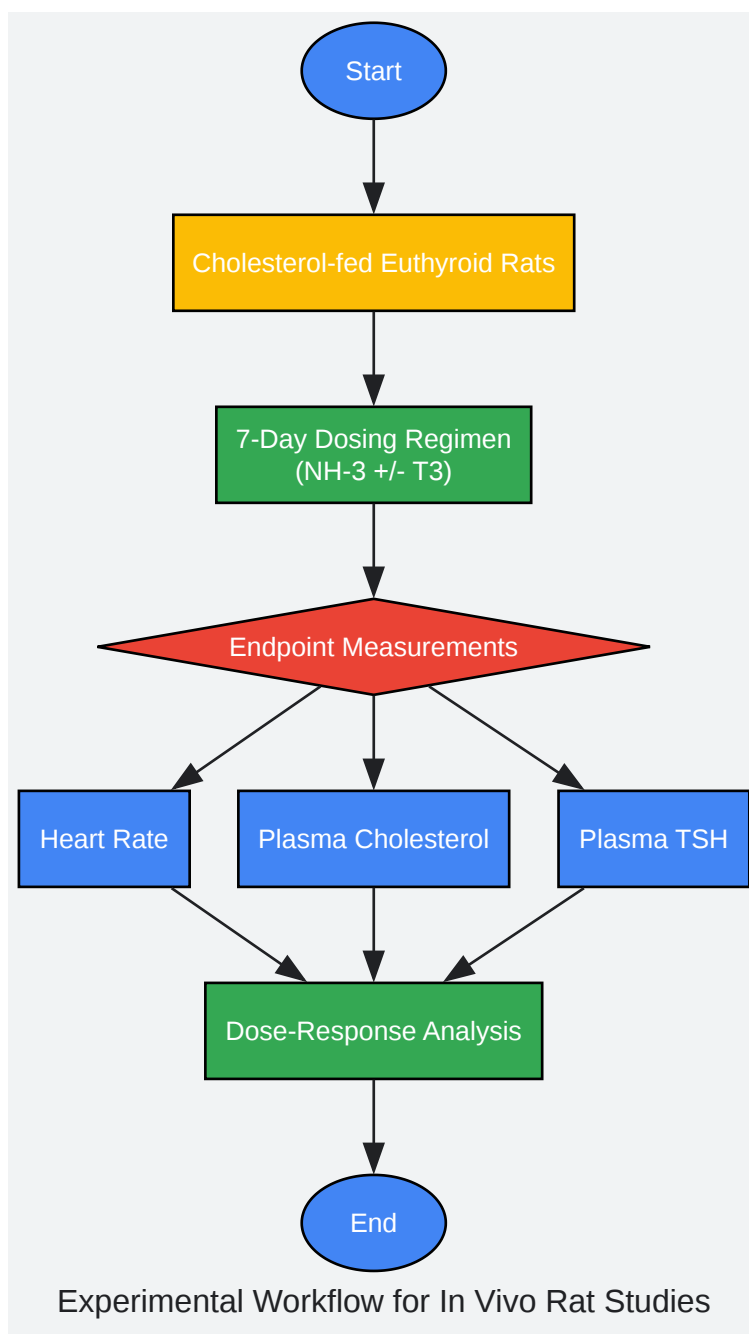 Start
Cholesterol-fed Euthyroid Rats
7-Day Dosing Regimen
(NH-3 +/- T3)
Endpoint Measurements
Heart Rate
Plasma Cholesterol
Plasma TSH
Dose-Response Analysis
End
Experimental Workflow for In Vivo Rat Studies